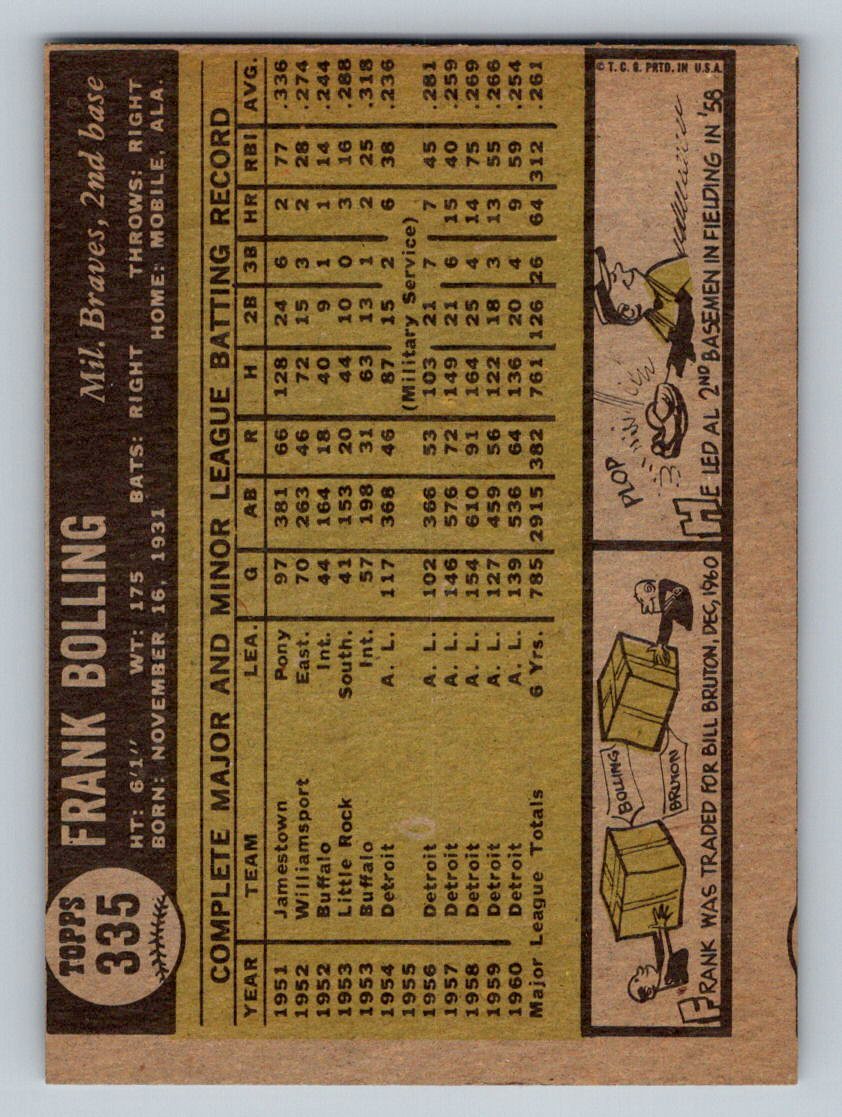 TOPPS
335
FRANK BOLLING
Mil. Braves, 2nd base
HT: 6'1" WT: 175 BATS: RIGHT THROWS: RIGHT
BORN: NOVEMBER 16, 1931 HOME: MOBILE, ALA.
COMPLETE MAJOR AND MINOR LEAGUE BATTING RECORD
YEAR TEAM LEA. G AB R H 2B 3B HR RBI AVG.
1951 Jamestown Pony 97 381 66 128 24 6 2 77 .336
1952 Williamsport East. 70 263 46 72 15 3 2 28 .274
1952 Buffalo Int. 44 164 18 40 9 1 1 14 .244
1953 Little Rock South. 41 153 20 44 10 0 3 16 .288
1953 Buffalo Int. 57 198 31 63 13 1 2 25 .318
1954 Detroit A. L. 117 368 46 87 15 2 6 38 .236
1955 (Military Service)
1956 Detroit A. L. 102 366 53 103 21 7 7 45 .281
1957 Detroit A. L. 146 576 72 149 21 6 15 40 .259
1958 Detroit A. L. 154 610 91 164 25 4 14 75 .269
1959 Detroit A. L. 127 459 56 122 18 3 13 55 .266
1960 Detroit A. L. 139 536 64 136 20 4 9 59 .254
Major League Totals 6 Yrs. 785 2915 382 761 126 26 64 312 .261
BOLLING
BRUTON
FRANK WAS TRADED FOR BILL BRUTON, DEC, 1960
PLOP
HE LED AL 2ND BASEMEN IN FIELDING IN '58
© T. C. G. PRTD. IN U.S.A.